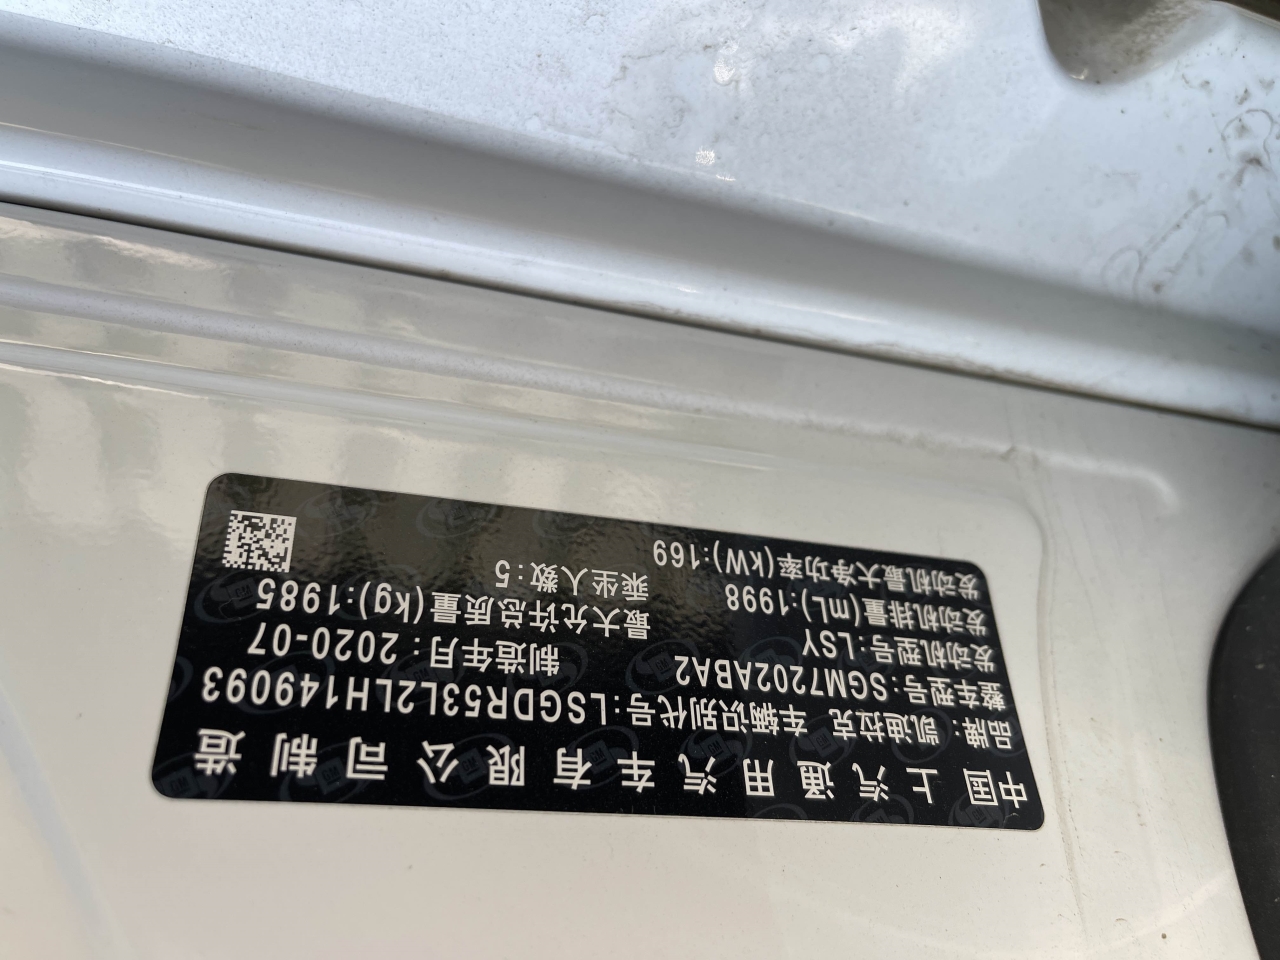 中国 上汽通用汽车有限公司制造
品牌：凯迪拉克 车辆识别代号:LSGDR53L2LH149093
整车型号:SGM7202ABA2 制造年月：2020-07
发动机型号:LSY 最大允许总质量(kg):1985
发动机排量(mL):1998 乘坐人数:5
发动机最大净功率(kW):169